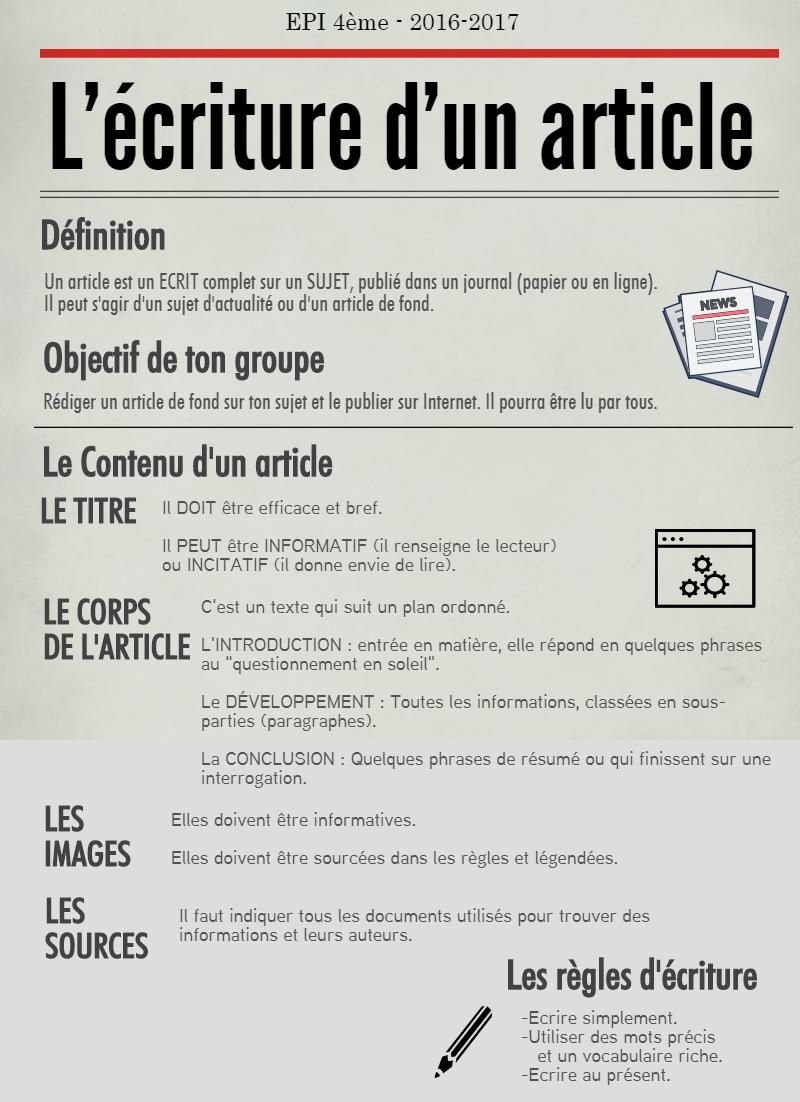 EPI 4ème - 2016-2017
L'écriture d'un article
Définition
Un article est un ECRIT complet sur un SUJET, publié dans un journal (papier ou en ligne).
Il peut s'agir d'un sujet d'actualité ou d'un article de fond.
NEWS
Objectif de ton groupe
Rédiger un article de fond sur ton sujet et le publier sur Internet. Il pourra être lu par tous.
Le Contenu d'un article
LE TITRE
Il DOIT être efficace et bref.
Il PEUT être INFORMATIF (il renseigne le lecteur)
ou INCITATIF (il donne envie de lire).
LE CORPS
DE L'ARTICLE
C'est un texte qui suit un plan ordonné.
L'INTRODUCTION : entrée en matière, elle répond en quelques phrases
au "questionnement en soleil".
Le DÉVELOPPEMENT : Toutes les informations, classées en sous-
parties (paragraphes).
La CONCLUSION : Quelques phrases de résumé ou qui finissent sur une
interrogation.
LES
IMAGES
Elles doivent être informatives.
Elles doivent être sourcées dans les règles et légendées.
LES
SOURCES
Il faut indiquer tous les documents utilisés pour trouver des
informations et leurs auteurs.
Les règles d'écriture
-Ecrire simplement.
-Utiliser des mots précis
et un vocabulaire riche.
-Ecrire au présent.